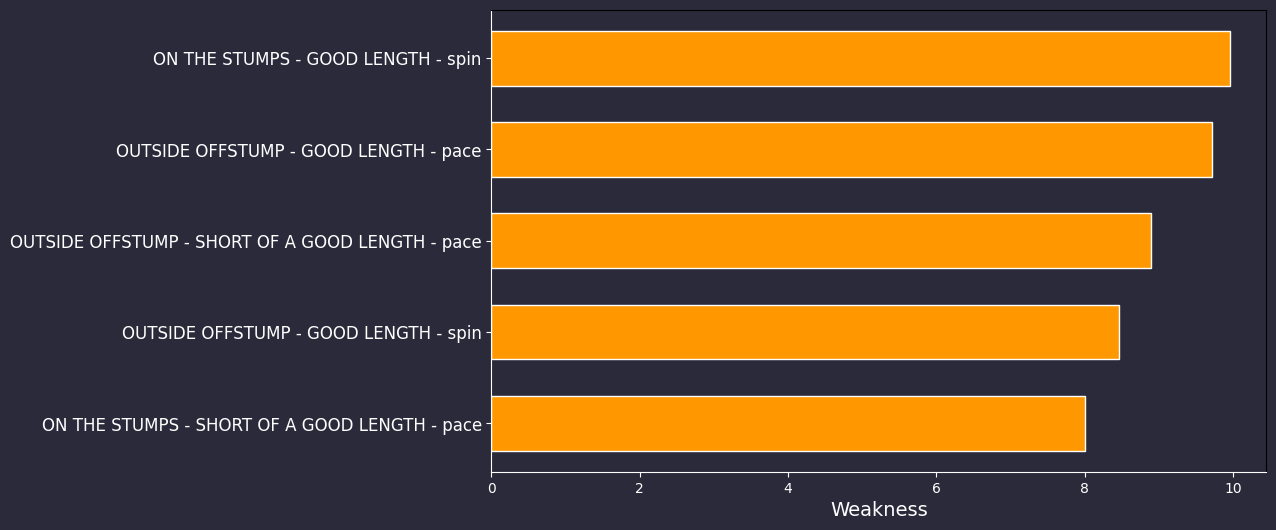 ON THE STUMPS - GOOD LENGTH - spin
OUTSIDE OFFSTUMP - GOOD LENGTH - pace
OUTSIDE OFFSTUMP - SHORT OF A GOOD LENGTH - pace
OUTSIDE OFFSTUMP - GOOD LENGTH - spin
ON THE STUMPS - SHORT OF A GOOD LENGTH - pace
0 2 4 6 8 10
Weakness